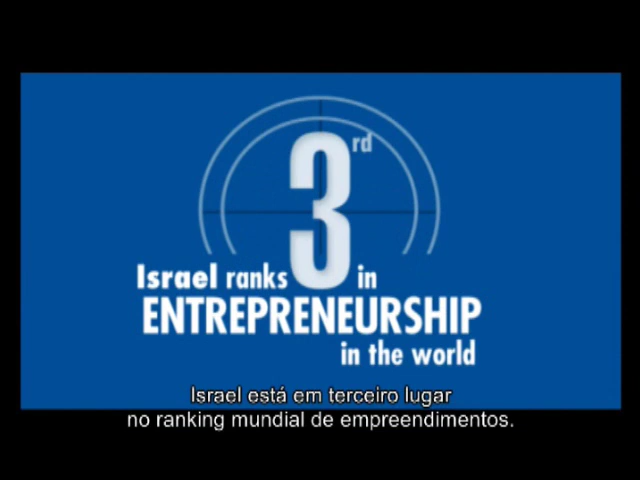 3rd
Israel ranks in
ENTREPRENEURSHIP
in the world
Israel está em terceiro lugar
no ranking mundial de empreendimentos.